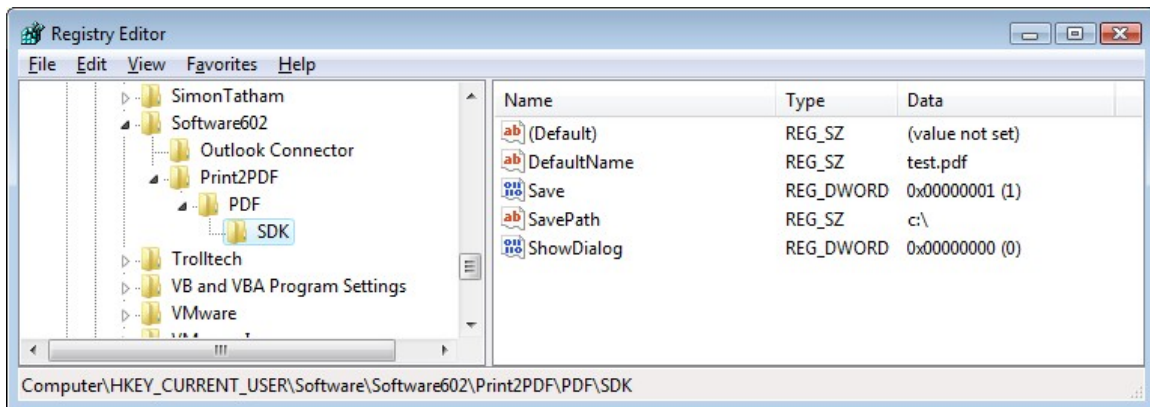 Registry Editor
File Edit View Favorites Help
SimonTatham
Software602
Outlook Connector
Print2PDF
PDF
SDK
Trolltech
VB and VBA Program Settings
VMware
Name Type Data
(Default) REG_SZ (value not set)
DefaultName REG_SZ test.pdf
Save REG_DWORD 0x00000001 (1)
SavePath REG_SZ c:\
ShowDialog REG_DWORD 0x00000000 (0)
Computer\HKEY_CURRENT_USER\Software\Software602\Print2PDF\PDF\SDK